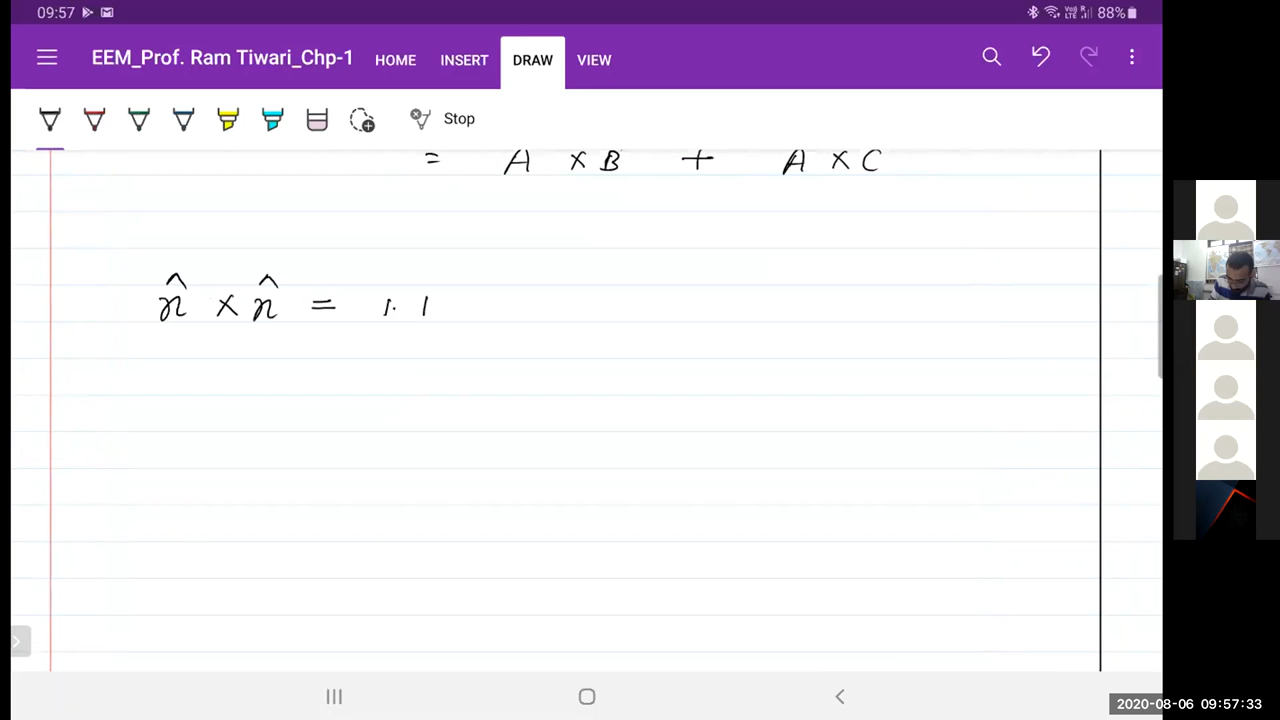 09:57 88%
EEM_Prof. Ram Tiwari_Chp-1 HOME INSERT DRAW VIEW
Stop
= A × B + A × C
n̂ × n̂ = 1. 1
2020-08-06 09:57:33